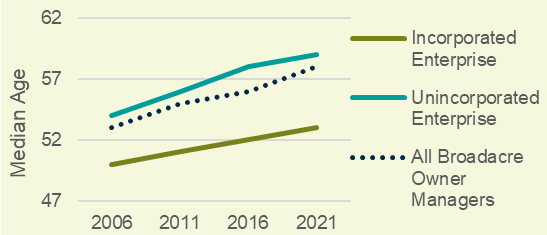 62
57
52
47
Median Age
2006 2011 2016 2021
Incorporated
Enterprise
Unincorporated
Enterprise
All Broadacre
Owner
Managers